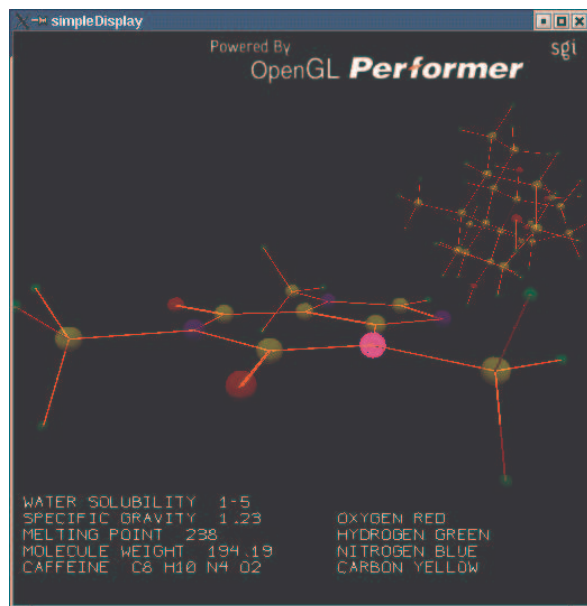 simpleDisplay
Powered By
OpenGL Performer
sgi
WATER SOLUBILITY 1-5
SPECIFIC GRAVITY 1.23
MELTING POINT 238
MOLECULE WEIGHT 194.19
CAFFEINE C8 H10 N4 O2
OXYGEN RED
HYDROGEN GREEN
NITROGEN BLUE
CARBON YELLOW